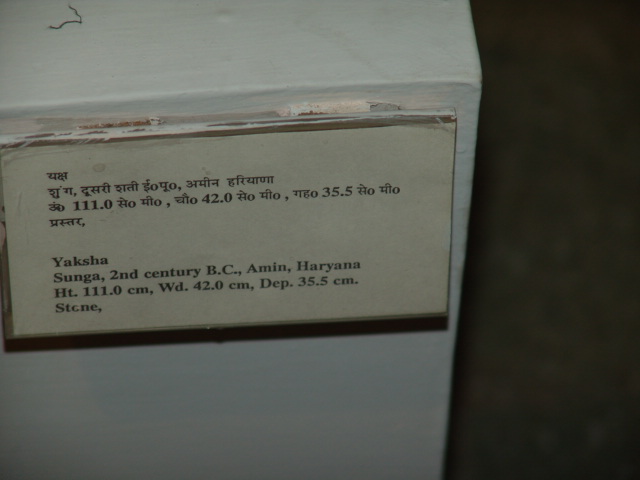 यक्ष
शुंग, दूसरी शती ई०पू०, अमीन हरियाणा
ऊं० 111.0 से० मी० , चौ० 42.0 से० मी० , गह० 35.5 से० मी०
प्रस्तर,
Yaksha
Sunga, 2nd century B.C., Amin, Haryana
Ht. 111.0 cm, Wd. 42.0 cm, Dep. 35.5 cm.
Stone,